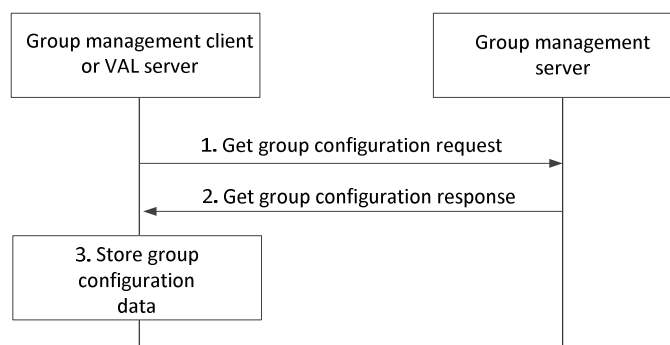 Group management client
or VAL server
Group management
server
1. Get group configuration request
2. Get group configuration response
3. Store group
configuration
data